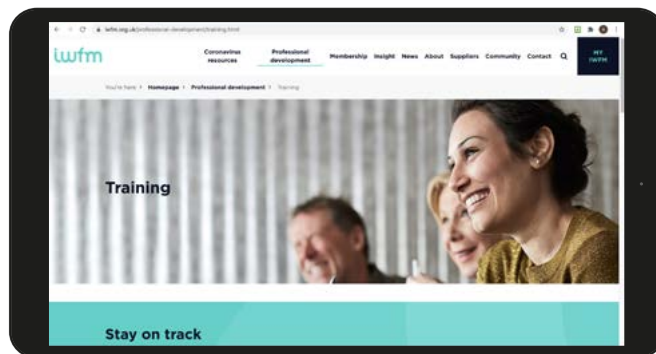 iwfm.org.uk/professional-development/training.html
iwfm
Coronavirus resources
Professional development
Membership Insight News About Suppliers Community Contact
MY IWFM
You're here > Homepage > Professional development > Training
Training
Stay on track